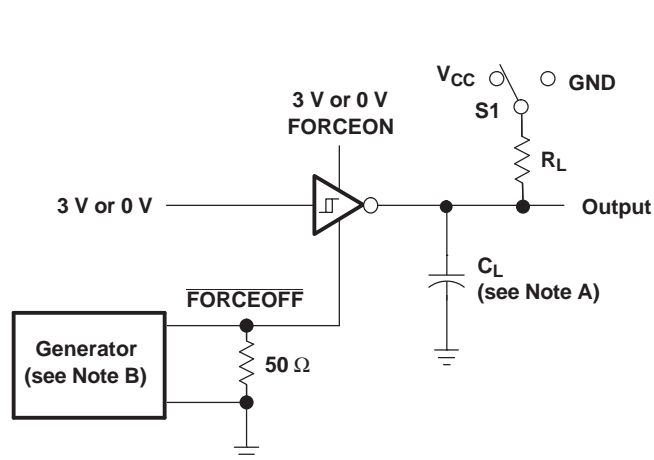 VCC
GND
S1
3 V or 0 V
FORCEON
RL
3 V or 0 V
Output
CL
(see Note A)
FORCEOFF
Generator
(see Note B)
50 Ω